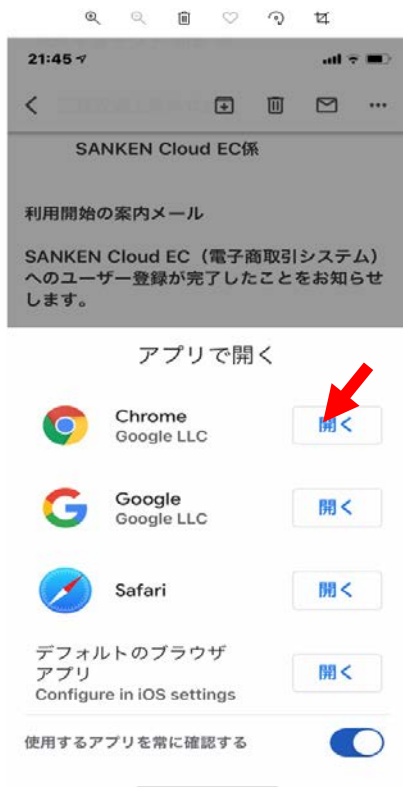 21:45
SANKEN Cloud EC係
利用開始の案内メール
SANKEN Cloud EC（電子商取引システム）
へのユーザー登録が完了したことをお知らせ
します。
アプリで開く
Chrome
Google LLC
開く
Google
Google LLC
開く
Safari
開く
デフォルトのブラウザ
アプリ
Configure in iOS settings
開く
使用するアプリを常に確認する